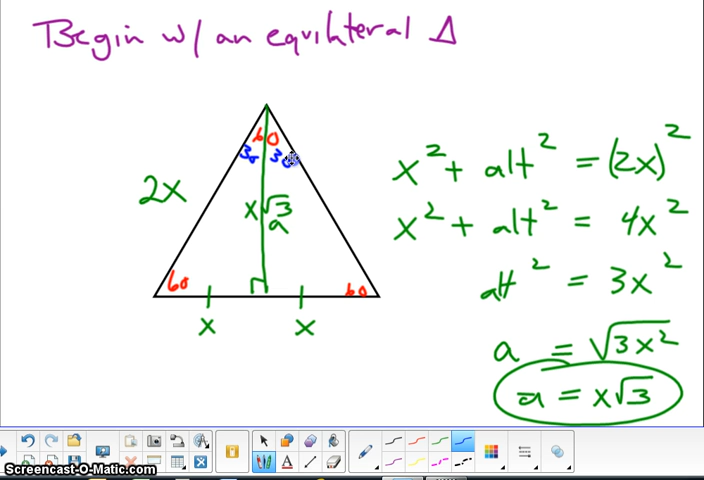 Begin w/ an equilateral Δ
60
30 30
2x
x√3
a
60 60
x x
x² + alt² = (2x)²
x² + alt² = 4x²
alt² = 3x²
a = √3x²
a = x√3
A
Screencast-O-Matic.com